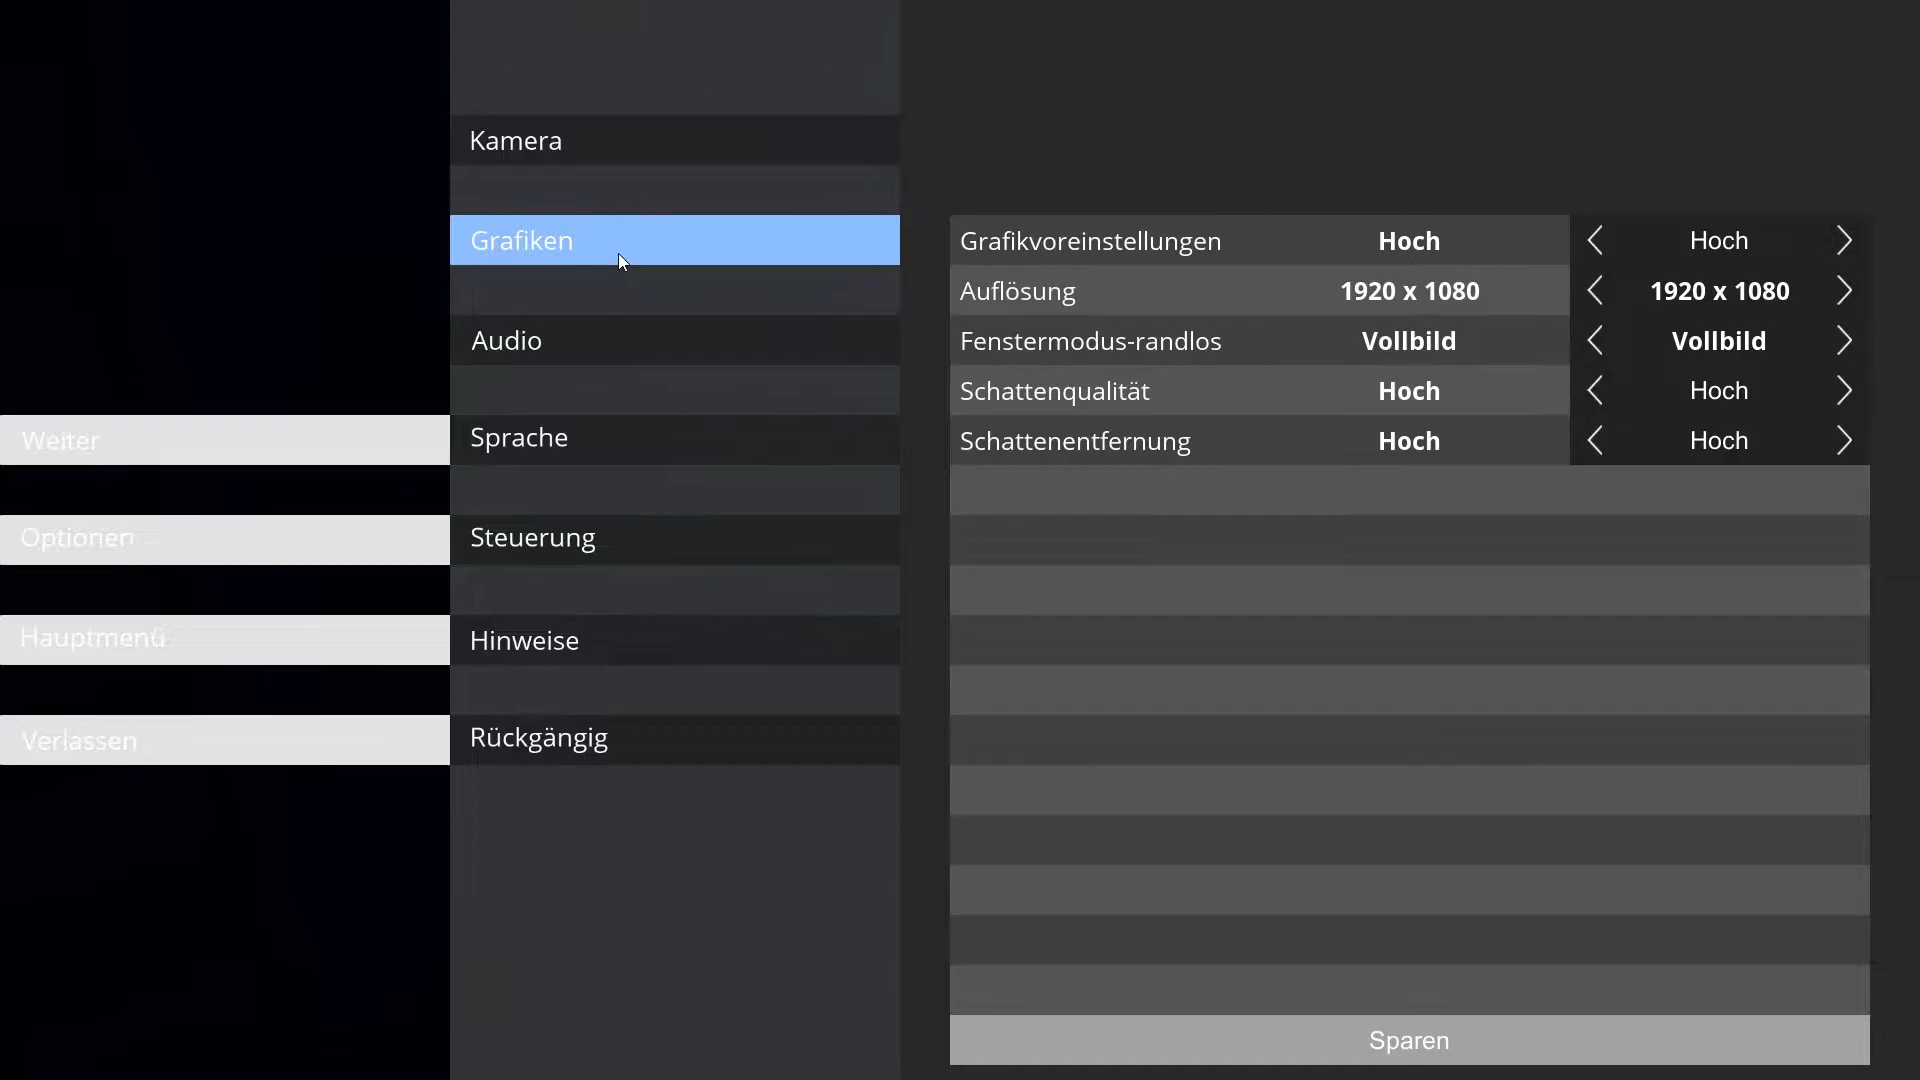 Weiter
Optionen
Hauptmenü
Verlassen
Kamera
Grafiken
Audio
Sprache
Steuerung
Hinweise
Rückgängig
Grafikvoreinstellungen Hoch Hoch
Auflösung 1920 x 1080 1920 x 1080
Fenstermodus-randlos Vollbild Vollbild
Schattenqualität Hoch Hoch
Schattenentfernung Hoch Hoch
Sparen